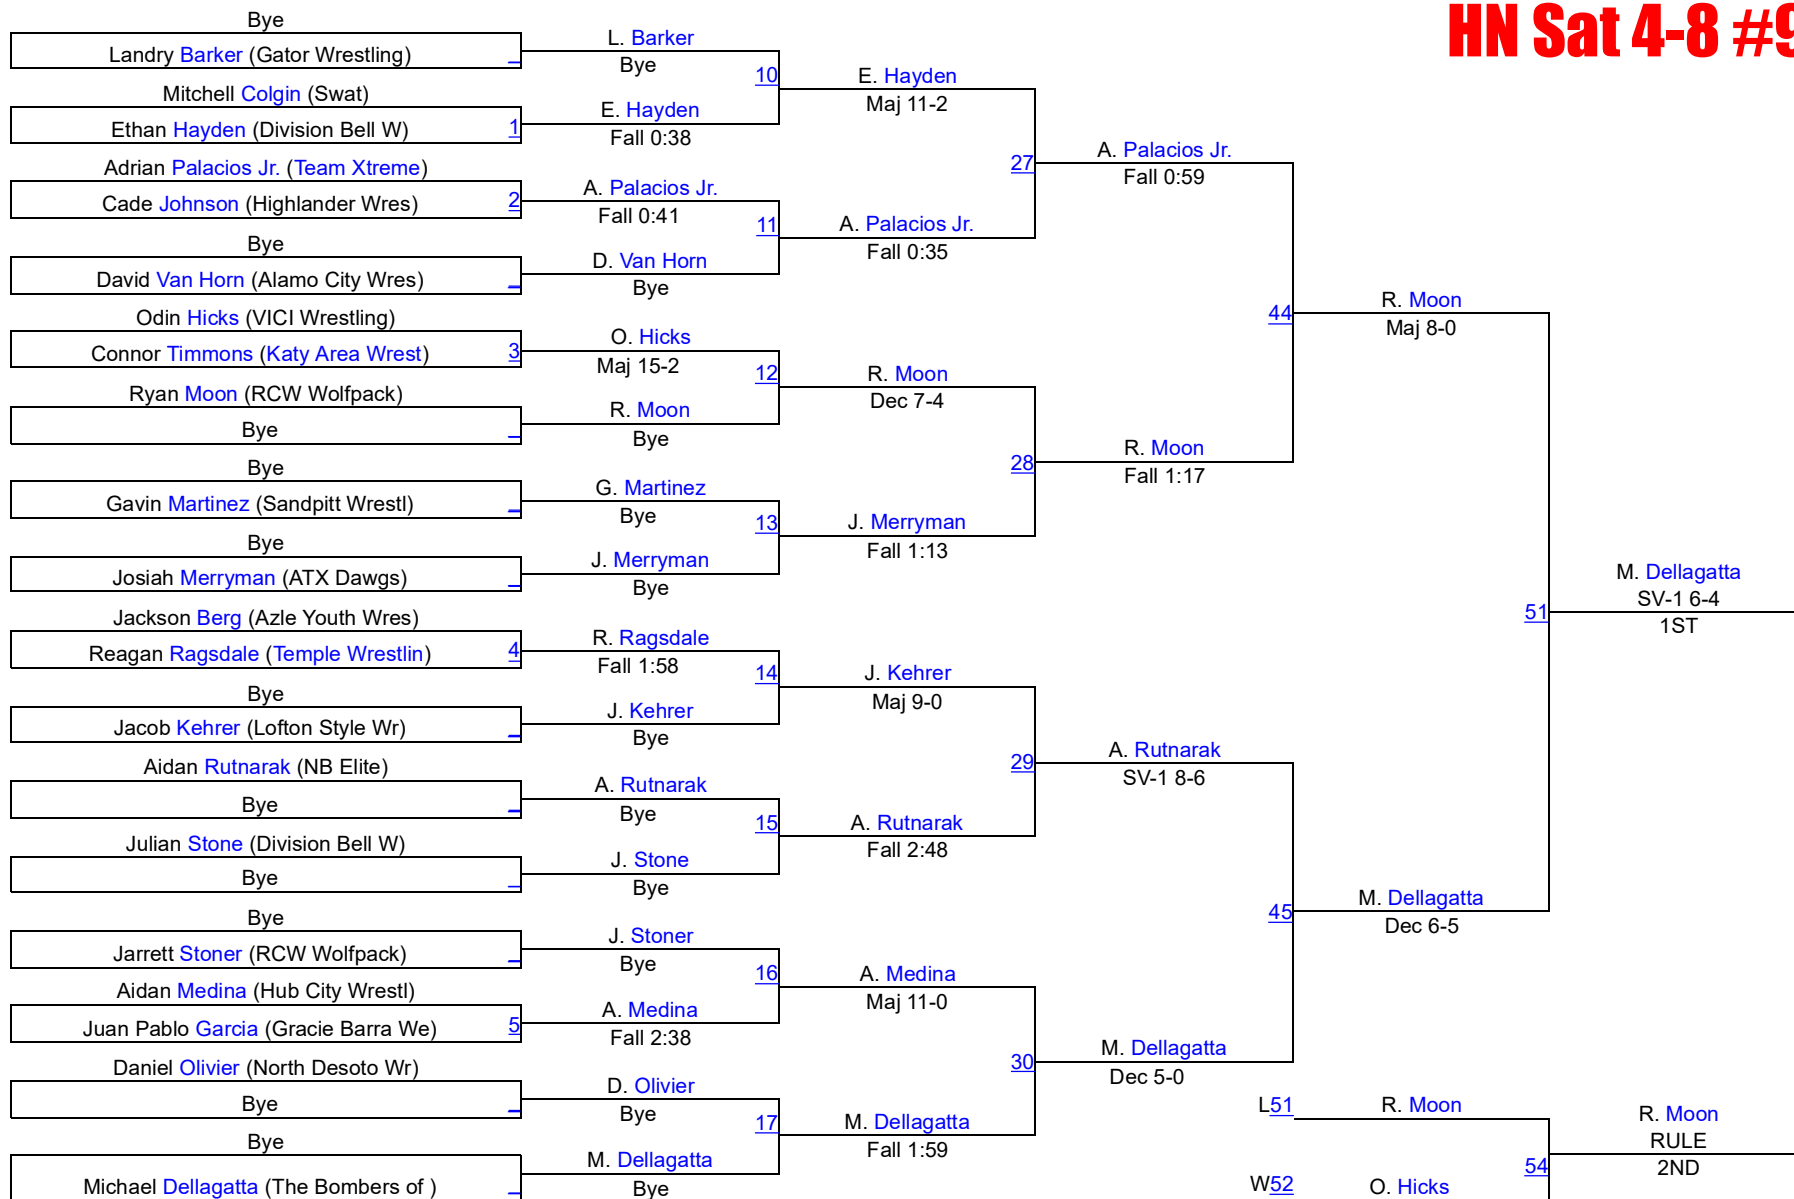 HN Sat 4-8 #9
Bye
Landry Barker (Gator Wrestling)
Mitchell Colgin (Swat)
Ethan Hayden (Division Bell W)
1
Adrian Palacios Jr. (Team Xtreme)
Cade Johnson (Highlander Wres)
2
Bye
David Van Horn (Alamo City Wres)
Odin Hicks (VICI Wrestling)
Connor Timmons (Katy Area Wrest)
3
Ryan Moon (RCW Wolfpack)
Bye
Bye
Gavin Martinez (Sandpitt Wrestl)
Bye
Josiah Merryman (ATX Dawgs)
Jackson Berg (Azle Youth Wres)
Reagan Ragsdale (Temple Wrestlin)
4
Bye
Jacob Kehrer (Lofton Style Wr)
Aidan Rutnarak (NB Elite)
Bye
Julian Stone (Division Bell W)
Bye
Bye
Jarrett Stoner (RCW Wolfpack)
Aidan Medina (Hub City Wrestl)
Juan Pablo Garcia (Gracie Barra We)
5
Daniel Olivier (North Desoto Wr)
Bye
Bye
Michael Dellagatta (The Bombers of )
L. Barker
Bye
10
E. Hayden
Fall 0:38
A. Palacios Jr.
Fall 0:41
11
D. Van Horn
Bye
O. Hicks
Maj 15-2
12
R. Moon
Bye
G. Martinez
Bye
13
J. Merryman
Bye
R. Ragsdale
Fall 1:58
14
J. Kehrer
Bye
A. Rutnarak
Bye
15
J. Stone
Bye
J. Stoner
Bye
16
A. Medina
Fall 2:38
D. Olivier
Bye
17
M. Dellagatta
Bye
E. Hayden
Maj 11-2
27
A. Palacios Jr.
Fall 0:35
R. Moon
Dec 7-4
28
J. Merryman
Fall 1:13
J. Kehrer
Maj 9-0
29
A. Rutnarak
Fall 2:48
A. Medina
Maj 11-0
30
M. Dellagatta
Fall 1:59
A. Palacios Jr.
Fall 0:59
44
R. Moon
Fall 1:17
A. Rutnarak
SV-1 8-6
45
M. Dellagatta
Dec 5-0
R. Moon
Maj 8-0
51
M. Dellagatta
Dec 6-5
M. Dellagatta
SV-1 6-4
1ST
L51
R. Moon
54
W52
O. Hicks
R. Moon
RULE
2ND